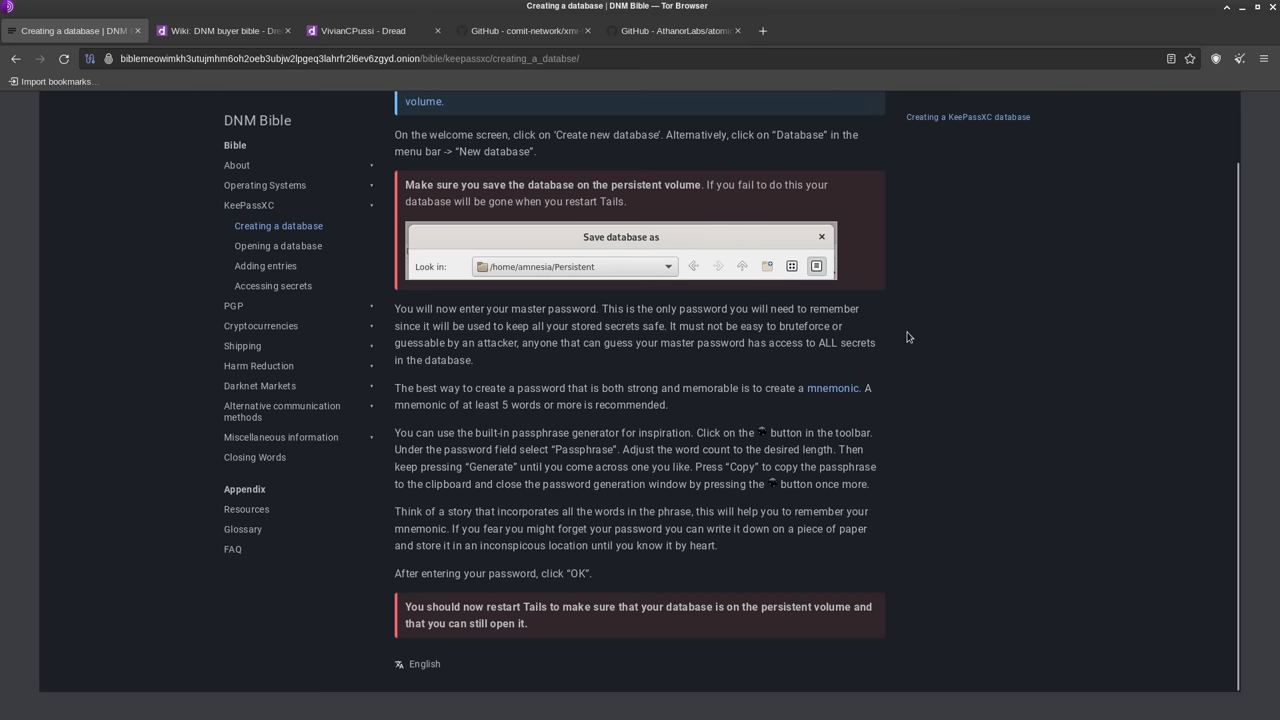 Creating a database | DNM Bible — Tor Browser
Creating a database | DNM
Wiki: DNM buyer bible - Dre
VivianCPussi - Dread
GitHub - comit-network/xm
GitHub - AthanorLabs/atomi
biblemeowimkh3utujmhm6oh2oeb3ubjw2lpgeq3lahrfr2l6ev6zgyd.onion/bible/keepassxc/creating_a_databse/
Import bookmarks…
DNM Bible
Bible
About
Operating Systems
KeePassXC
Creating a database
Opening a database
Adding entries
Accessing secrets
PGP
Cryptocurrencies
Shipping
Harm Reduction
Darknet Markets
Alternative communication
methods
Miscellaneous information
Closing Words
Appendix
Resources
Glossary
FAQ
volume.
On the welcome screen, click on ‘Create new database’. Alternatively, click on “Database” in the
menu bar -> “New database”.
Make sure you save the database on the persistent volume. If you fail to do this your
database will be gone when you restart Tails.
Save database as
Look in: /home/amnesia/Persistent
You will now enter your master password. This is the only password you will need to remember
since it will be used to keep all your stored secrets safe. It must not be easy to bruteforce or
guessable by an attacker, anyone that can guess your master password has access to ALL secrets
in the database.
The best way to create a password that is both strong and memorable is to create a mnemonic. A
mnemonic of at least 5 words or more is recommended.
You can use the built-in passphrase generator for inspiration. Click on the button in the toolbar.
Under the password field select “Passphrase”. Adjust the word count to the desired length. Then
keep pressing “Generate” until you come across one you like. Press “Copy” to copy the passphrase
to the clipboard and close the password generation window by pressing the button once more.
Think of a story that incorporates all the words in the phrase, this will help you to remember your
mnemonic. If you fear you might forget your password you can write it down on a piece of paper
and store it in an inconspicous location until you know it by heart.
After entering your password, click “OK”.
You should now restart Tails to make sure that your database is on the persistent volume and
that you can still open it.
English
Creating a KeePassXC database